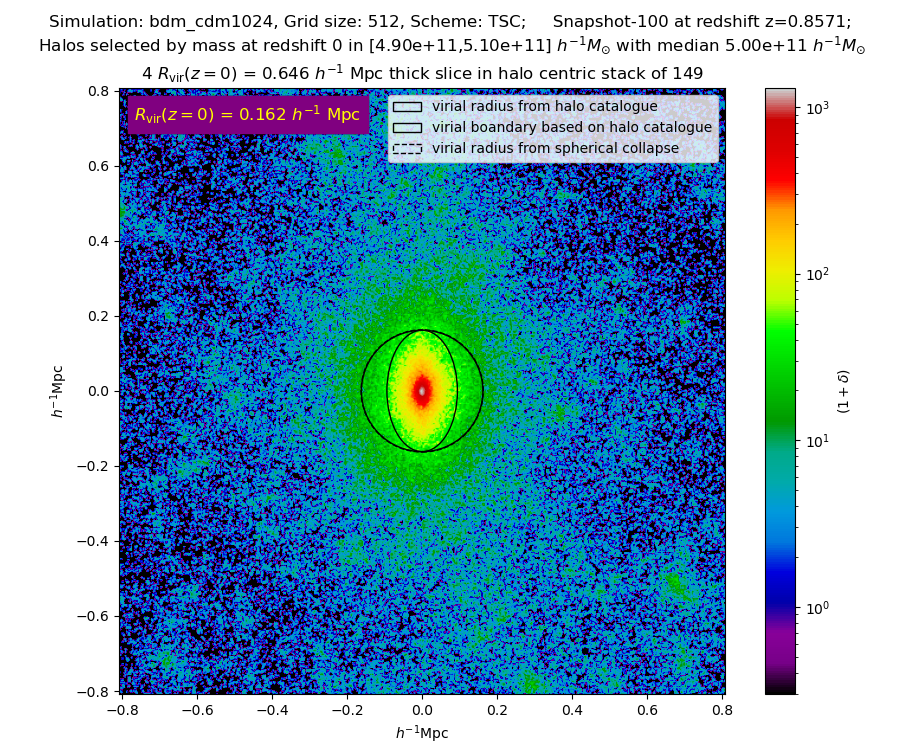 Simulation: bdm_cdm1024, Grid size: 512, Scheme: TSC; Snapshot-100 at redshift z=0.8571;
Halos selected by mass at redshift 0 in [4.90e+11,5.10e+11] h⁻¹M⊙ with median 5.00e+11 h⁻¹M⊙
4 Rvir(z = 0) = 0.646 h⁻¹ Mpc thick slice in halo centric stack of 149
Rvir(z = 0) = 0.162 h⁻¹ Mpc
virial radius from halo catalogue
virial boundary based on halo catalogue
virial radius from spherical collapse
0.8
0.6
0.4
0.2
0.0
−0.2
−0.4
−0.6
−0.8
h⁻¹Mpc
−0.8 −0.6 −0.4 −0.2 0.0 0.2 0.4 0.6 0.8
h⁻¹Mpc
10³
10²
10¹
10⁰
(1 + δ)